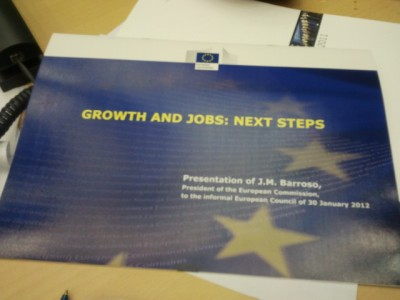 GROWTH AND JOBS: NEXT STEPS
Presentation of J.M. Barroso,
President of the European Commission,
to the informal European Council of 30 January 2012